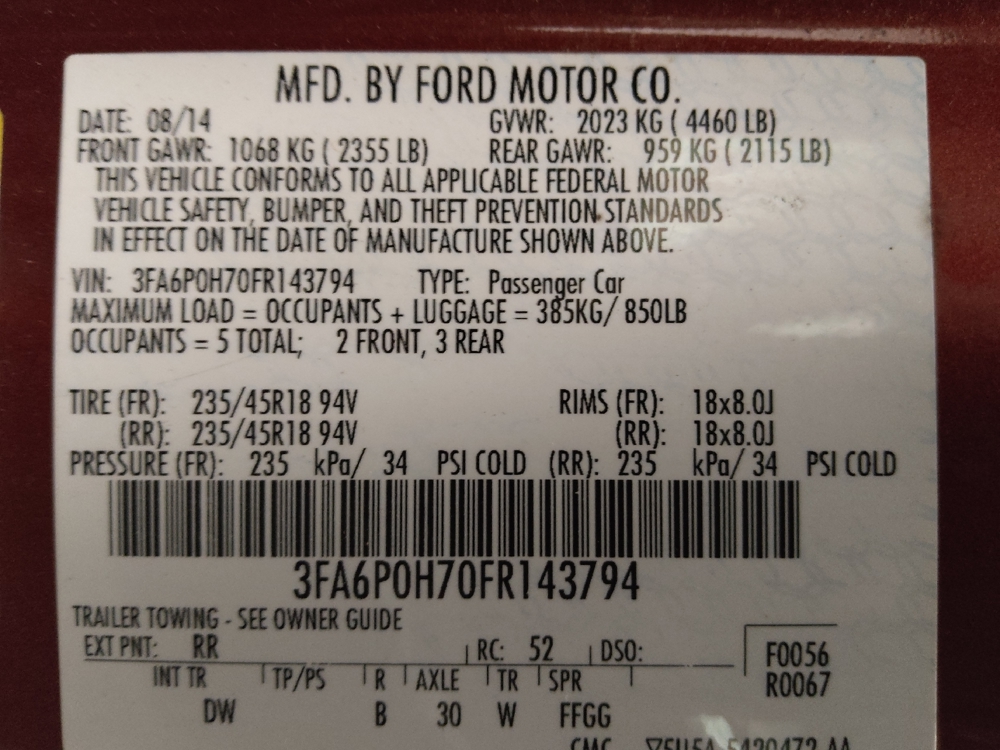 MFD. BY FORD MOTOR CO.
DATE: 08/14 GVWR: 2023 KG ( 4460 LB)
FRONT GAWR: 1068 KG ( 2355 LB) REAR GAWR: 959 KG ( 2115 LB)
THIS VEHICLE CONFORMS TO ALL APPLICABLE FEDERAL MOTOR
VEHICLE SAFETY, BUMPER, AND THEFT PREVENTION STANDARDS
IN EFFECT ON THE DATE OF MANUFACTURE SHOWN ABOVE.
VIN: 3FA6P0H70FR143794 TYPE: Passenger Car
MAXIMUM LOAD = OCCUPANTS + LUGGAGE = 385KG/ 850LB
OCCUPANTS = 5 TOTAL; 2 FRONT, 3 REAR
TIRE (FR): 235/45R18 94V RIMS (FR): 18x8.0J
(RR): 235/45R18 94V (RR): 18x8.0J
PRESSURE (FR): 235 kPa/ 34 PSI COLD (RR): 235 kPa/ 34 PSI COLD
3FA6P0H70FR143794
TRAILER TOWING - SEE OWNER GUIDE
EXT PNT: RR RC: 52 DSO: F0056
INT TR TP/PS R AXLE TR SPR R0067
DW B 30 W FFGG